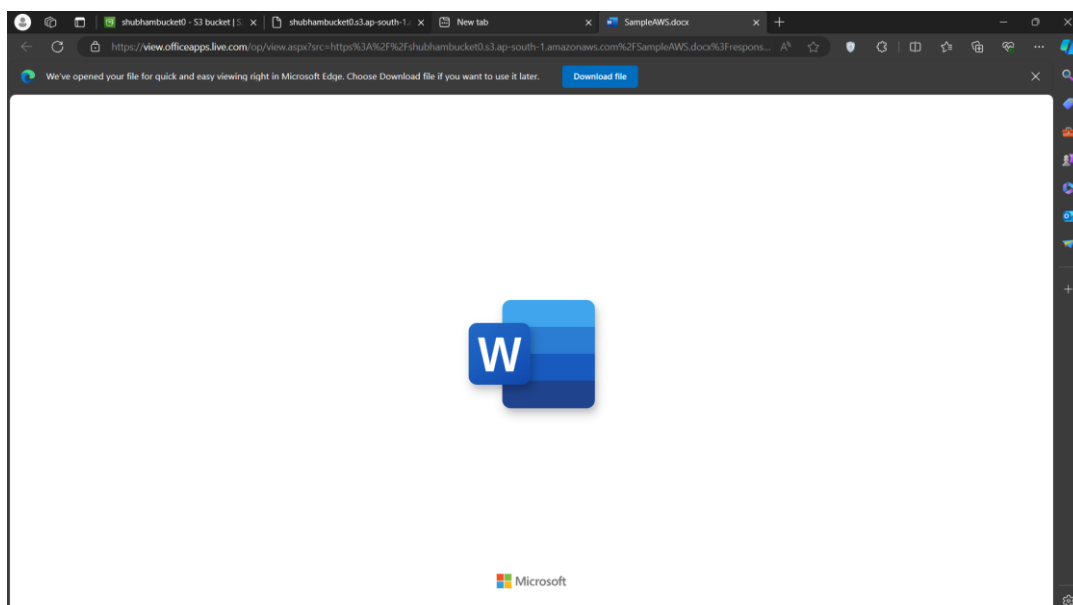 shubhambucket0 - S3 bucket | S
shubhambucket0.s3.ap-south-1.
New tab
SampleAWS.docx
https://view.officeapps.live.com/op/view.aspx?src=https%3A%2F%2Fshubhambucket0.s3.ap-south-1.amazonaws.com%2FSampleAWS.docx%3Frespons...
We've opened your file for quick and easy viewing right in Microsoft Edge. Choose Download file if you want to use it later.
Download file
W
Microsoft